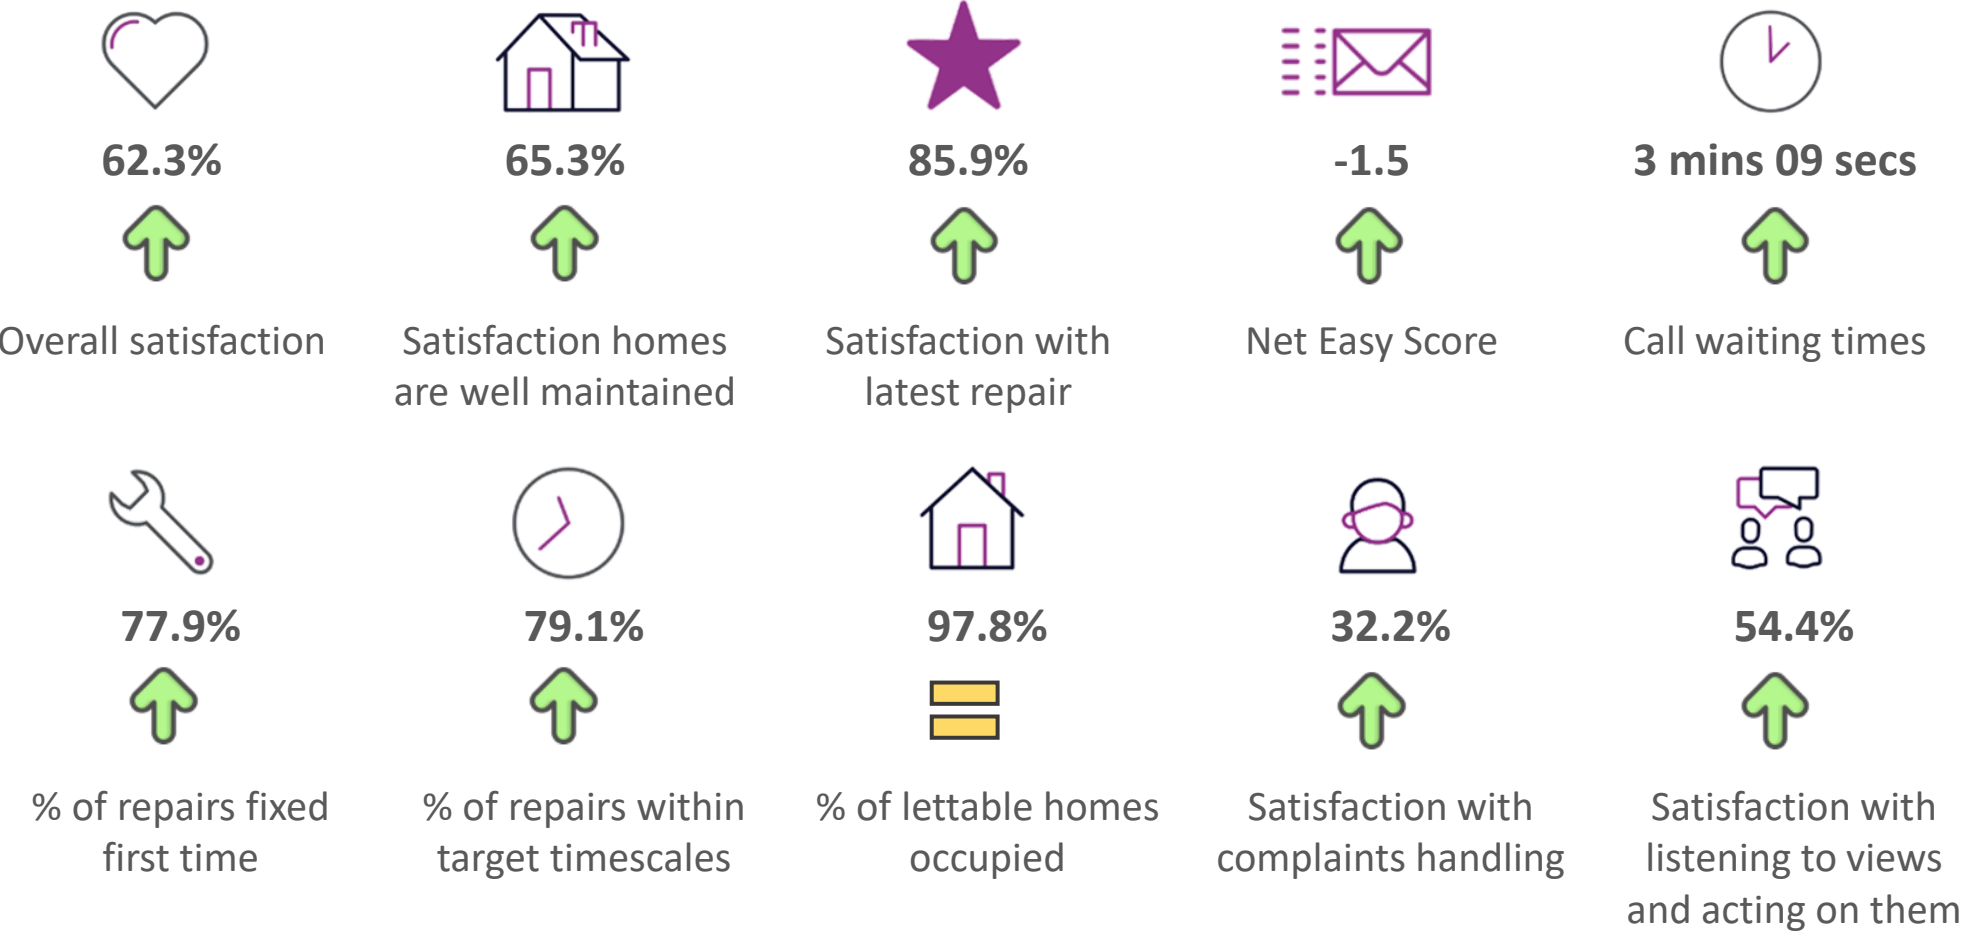 62.3%
Overall satisfaction
65.3%
Satisfaction homes
are well maintained
85.9%
Satisfaction with
latest repair
-1.5
Net Easy Score
3 mins 09 secs
Call waiting times
77.9%
% of repairs fixed
first time
79.1%
% of repairs within
target timescales
97.8%
% of lettable homes
occupied
32.2%
Satisfaction with
complaints handling
54.4%
Satisfaction with
listening to views
and acting on them